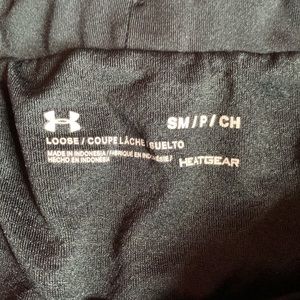 SM/P/CH
LOOSE / COUPE LÂCHE / SUELTO
MADE IN INDONESIA / FABRIQUÉ EN INDONÉSIE /
HECHO EN INDONESIA
HEATGEAR